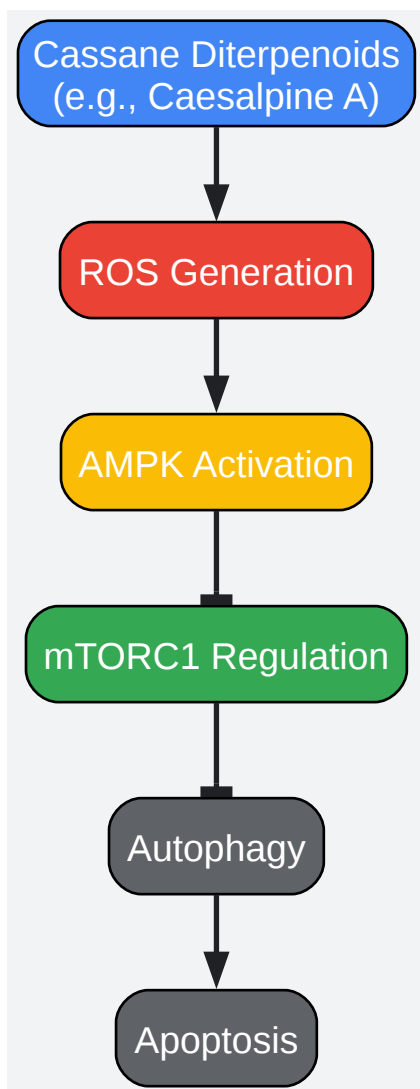 Cassane Diterpenoids
(e.g., Caesalpine A)
ROS Generation
AMPK Activation
mTORC1 Regulation
Autophagy
Apoptosis